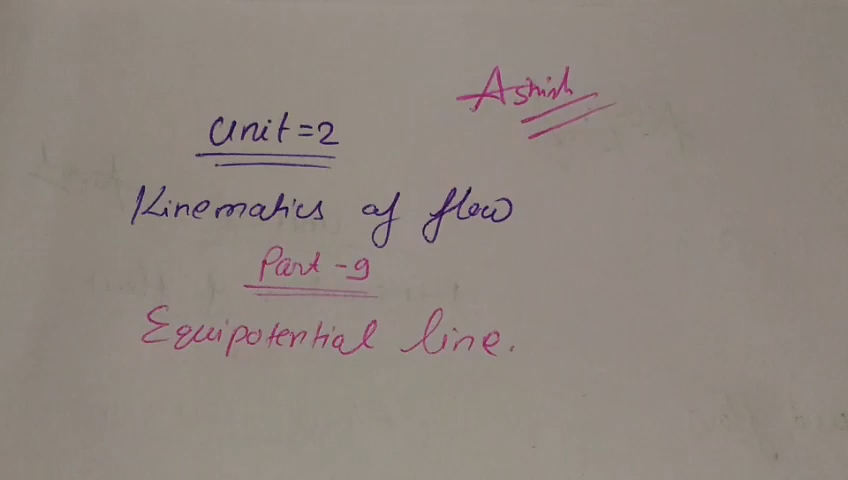 Ashish
Unit=2
Kinematics of flow
Part-9
Equipotential line.